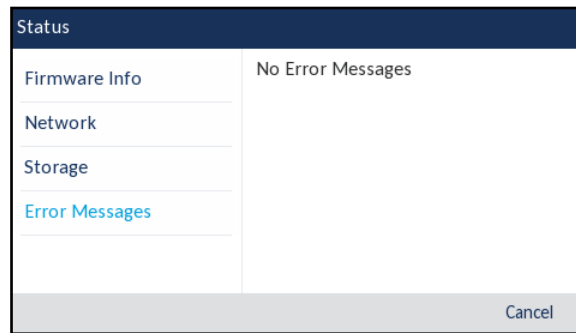 Status
Firmware Info
Network
Storage
Error Messages
No Error Messages
Cancel